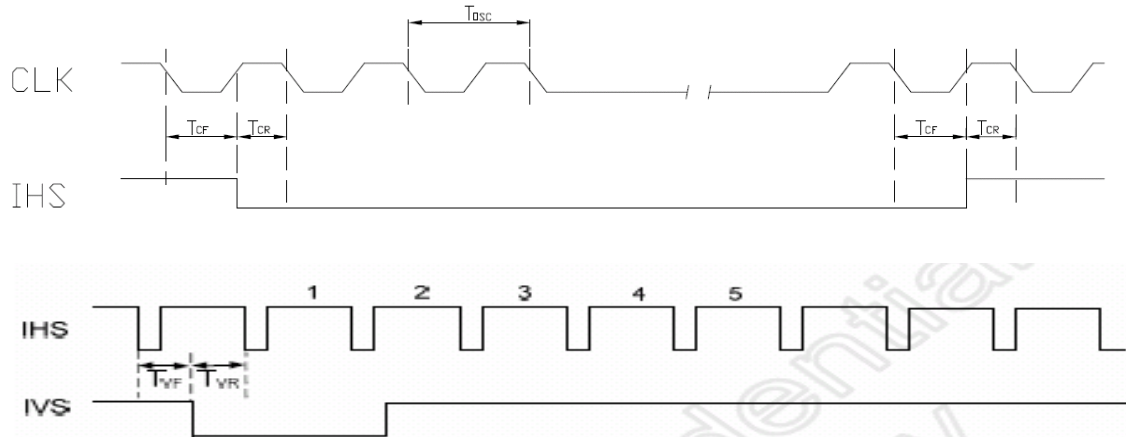 Tosc
CLK
TCF TCR TCF TCR
IHS
1 2 3 4 5
IHS
TVF TVR
IVS